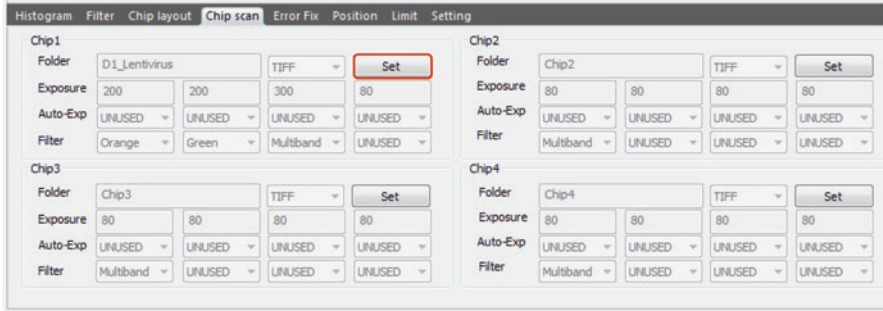 Histogram Filter Chip layout Chip scan Error Fix Position Limit Setting
Chip1
Folder D1_Lentivirus TIFF Set
Exposure 200 200 300 80
Auto-Exp UNUSED UNUSED UNUSED UNUSED
Filter Orange Green Multiband UNUSED
Chip2
Folder Chip2 TIFF Set
Exposure 80 80 80 80
Auto-Exp UNUSED UNUSED UNUSED UNUSED
Filter Multiband UNUSED UNUSED UNUSED
Chip3
Folder Chip3 TIFF Set
Exposure 80 80 80 80
Auto-Exp UNUSED UNUSED UNUSED UNUSED
Filter Multiband UNUSED UNUSED UNUSED
Chip4
Folder Chip4 TIFF Set
Exposure 80 80 80 80
Auto-Exp UNUSED UNUSED UNUSED UNUSED
Filter Multiband UNUSED UNUSED UNUSED